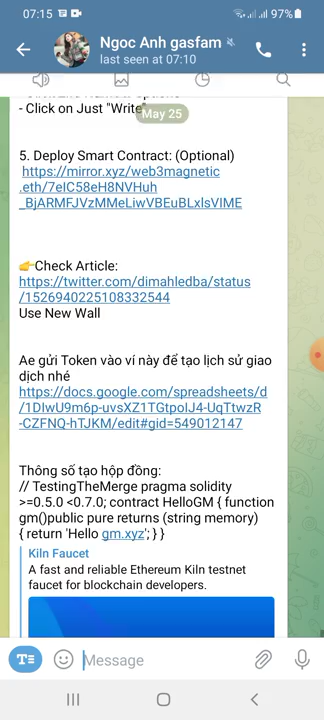 07:15
97%
Ngoc Anh gasfam
last seen at 07:10
- Click on Just "Write"
May 25
5. Deploy Smart Contract: (Optional)
https://mirror.xyz/web3magnetic
.eth/7eIC58eH8NVHuh
_BjARMFJVzMMeLiwVBEuBLxlsVIME
👉Check Article:
https://twitter.com/dimahledba/status
/1526940225108332544
Use New Wall
Ae gửi Token vào ví này để tạo lịch sử giao
dịch nhé
https://docs.google.com/spreadsheets/d
/1DIwU9m6p-uvsXZ1TGtpoIJ4-UqTtwzR
-CZFNQ-hTJKM/edit#gid=549012147
Thông số tạo hộp đồng:
// TestingTheMerge pragma solidity
>=0.5.0 <0.7.0; contract HelloGM { function
gm()public pure returns (string memory)
{ return 'Hello gm.xyz'; } }
Kiln Faucet
A fast and reliable Ethereum Kiln testnet
faucet for blockchain developers.
Message